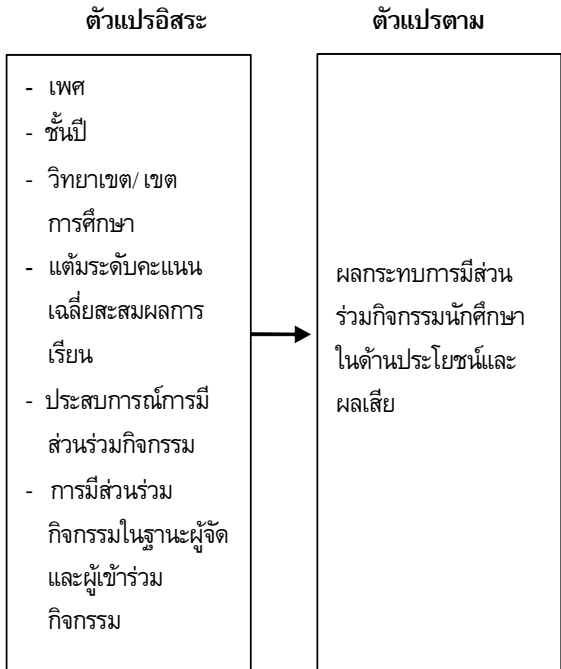 ตัวแปรอิสระ
ตัวแปรตาม
- เพศ
- ชั้นปี
- วิทยาเขต/ เขต
การศึกษา
- แต้มระดับคะแนน
เฉลี่ยสะสมผลการ
เรียน
- ประสบการณ์การมี
ส่วนร่วมกิจกรรม
- การมีส่วนร่วม
กิจกรรมในฐานะผู้จัด
และผู้เข้าร่วม
กิจกรรม
ผลกระทบการมีส่วน
ร่วมกิจกรรมนักศึกษา
ในด้านประโยชน์และ
ผลเสีย